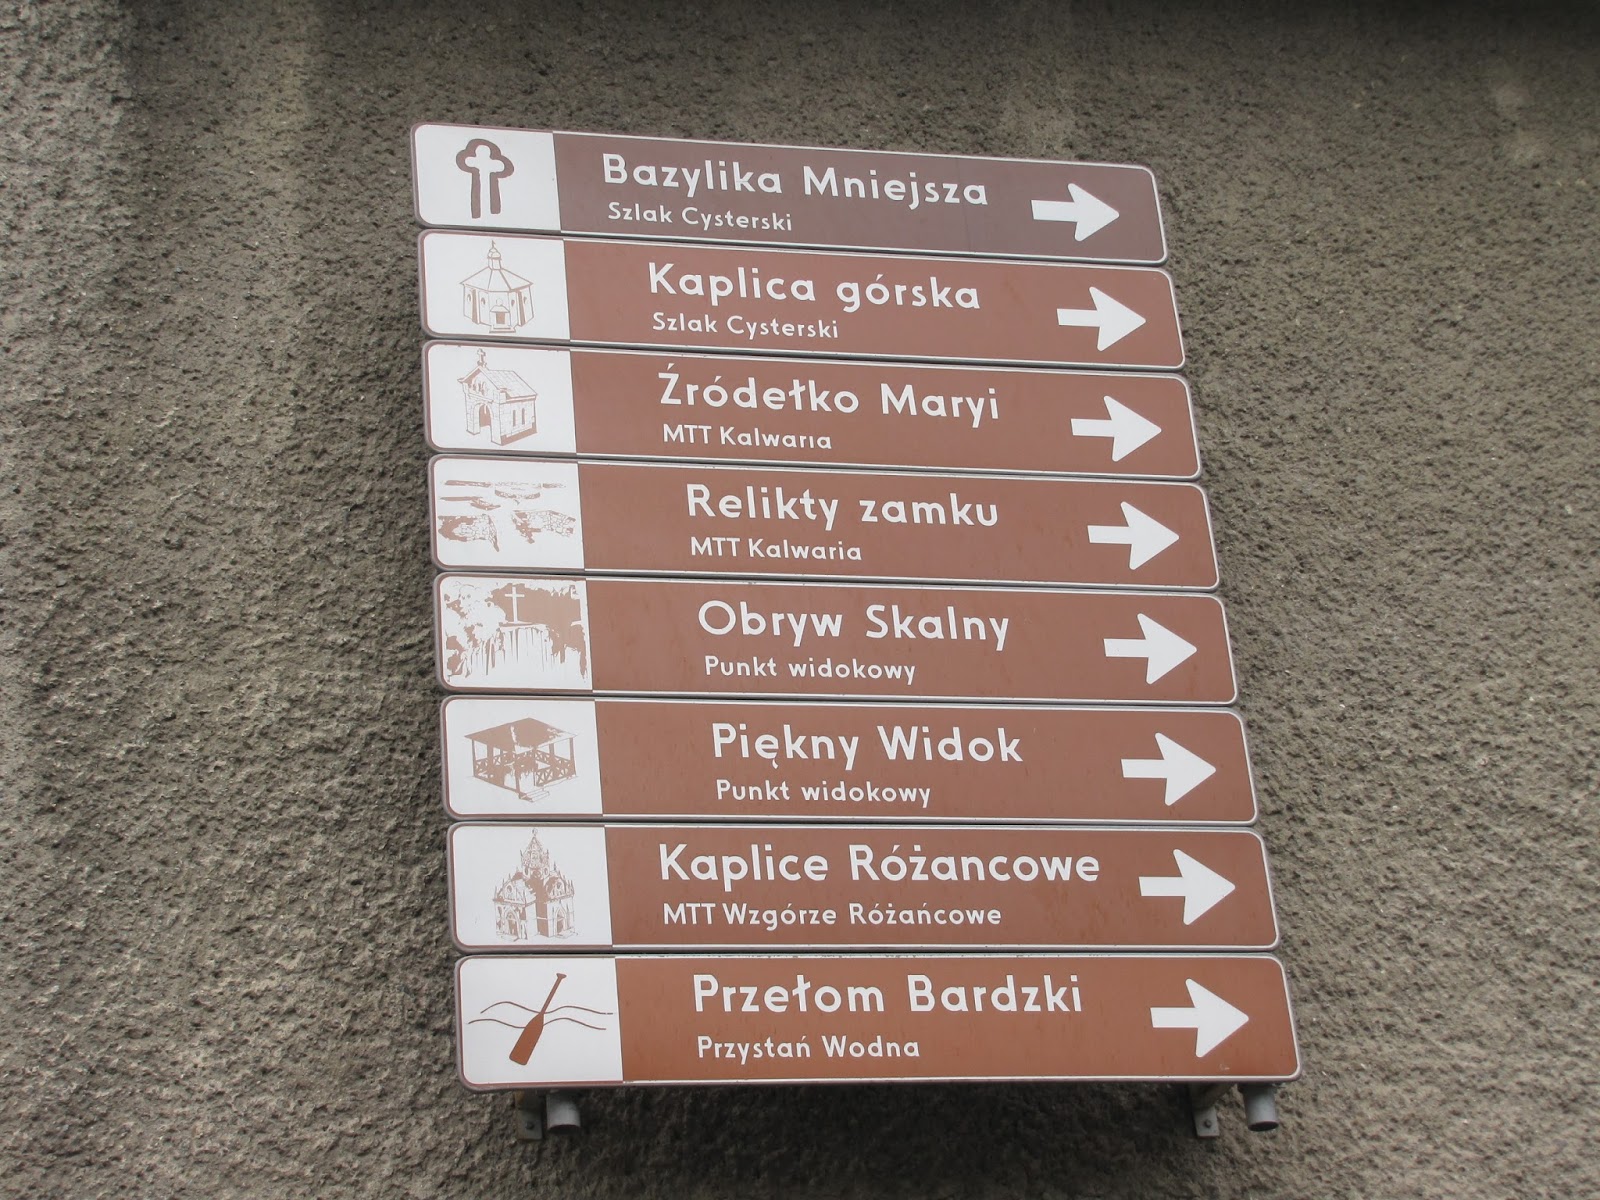 Bazylika Mniejsza
Szlak Cysterski
Kaplica górska
Szlak Cysterski
Źródełko Maryi
MTT Kalwaria
Relikty zamku
MTT Kalwaria
Obryw Skalny
Punkt widokowy
Piękny Widok
Punkt widokowy
Kaplice Różancowe
MTT Wzgórze Różańcowe
Przełom Bardzki
Przystań Wodna